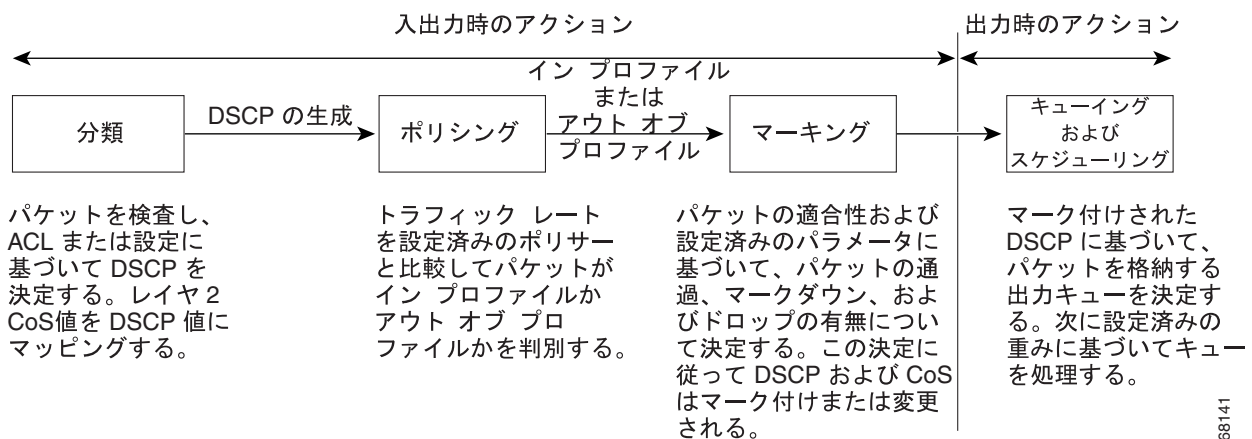 入出力時のアクション
出力時のアクション
分類
DSCP の生成
ポリシング
イン プロファイル
または
アウト オブ
プロファイル
マーキング
キューイング
および
スケジューリング
パケットを検査し、
ACL または設定に
基づいて DSCP を
決定する。レイヤ 2
CoS値を DSCP 値に
マッピングする。
トラフィック レート
を設定済みのポリサー
と比較してパケットが
イン プロファイルか
アウト オブ プロ
ファイルかを判別する。
パケットの適合性および
設定済みのパラメータに
基づいて、パケットの通
過、マークダウン、およ
びドロップの有無につい
て決定する。この決定に
従って DSCP および CoS
はマーク付けまたは変更
される。
マーク付けされた
DSCP に基づいて、
パケットを格納する
出力キューを決定す
る。次に設定済みの
重みに基づいてキュー
を処理する。
68141